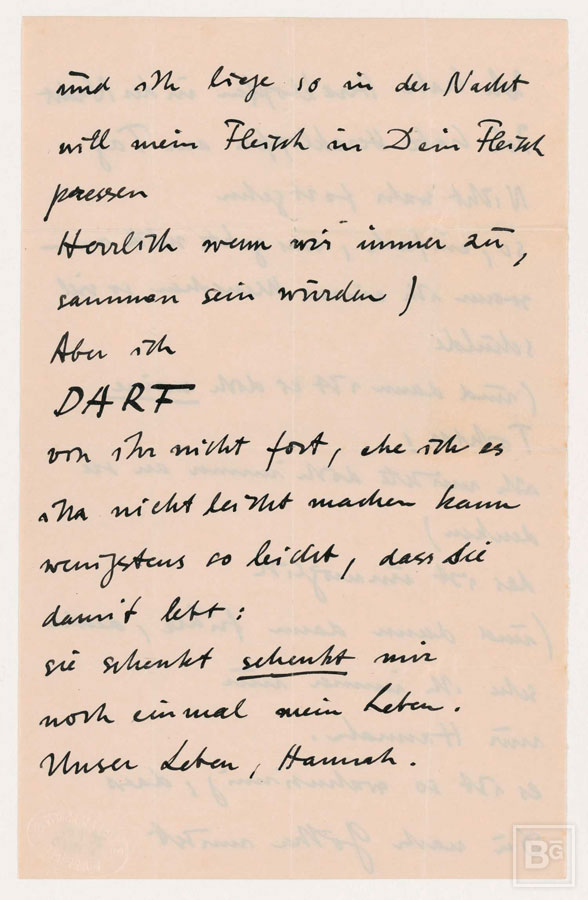 und ich liege so in der Nacht
will mein Fleisch in Dein Fleisch
pressen
Herrlich wenn wir immer zu,
sammen sein würden)
Aber ich
DARF
von ihr nicht fort, ehe ich es
ihr nicht leicht machen kann
wenigstens so leicht, dass sie
damit lebt:
sie schenkt schenkt mir
noch einmal mein Leben.
Unser Leben, Hannah.
BG